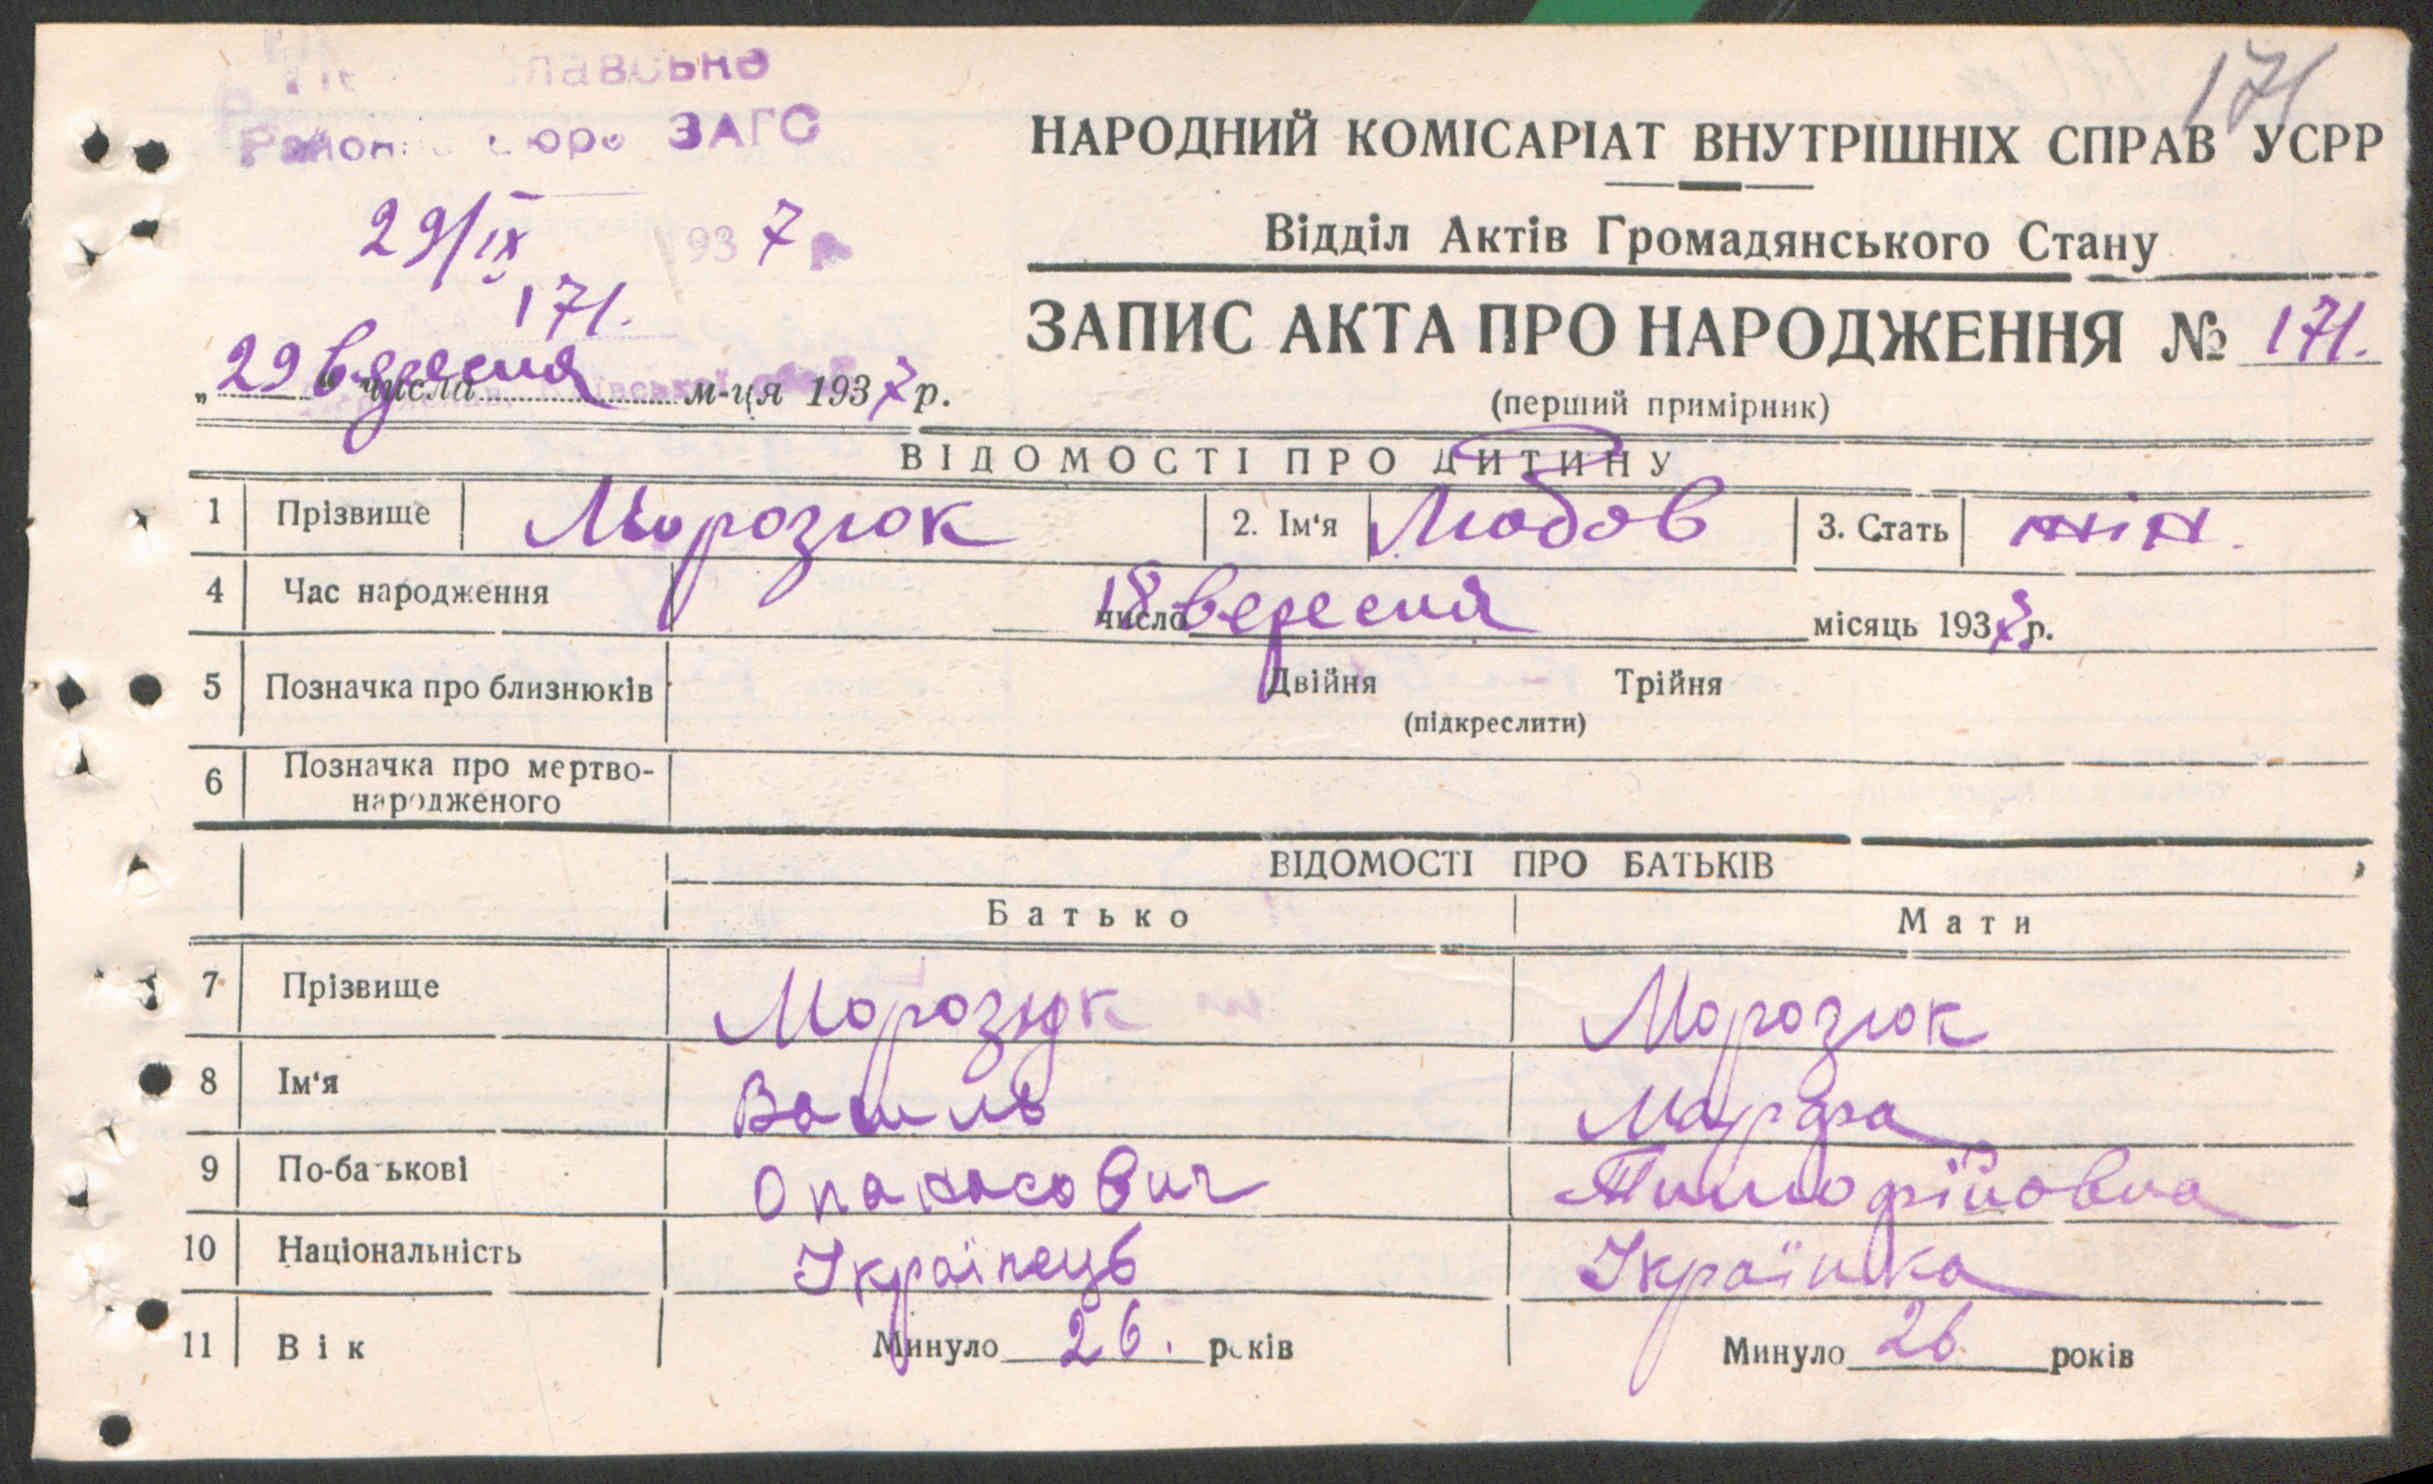 171
ЗАГС
29/IX 1937 р
171.
НАРОДНИЙ КОМІСАРІАТ ВНУТРІШНІХ СПРАВ УСРР
Відділ Актів Громадянського Стану
ЗАПИС АКТА ПРО НАРОДЖЕННЯ № 171.
(перший примірник)
„29" числа вересня м-ця 1937 р.
ВІДОМОСТІ ПРО ДИТИНУ
1 Прізвище Морозюк 2. Ім'я Любов 3. Стать жін.
4 Час народження 18 число вересня місяць 1937 р.
5 Позначка про близнюків Двійня Трійня
(підкреслити)
6 Позначка про мертво-
народженого
ВІДОМОСТІ ПРО БАТЬКІВ
Батько Мати
7 Прізвище Морозюк Морозюк
8 Ім'я Василь Марфа
9 По-батькові Опанасович Тимофійовна
10 Національність Українець Українка
11 Вік Минуло 26. років Минуло 26 років